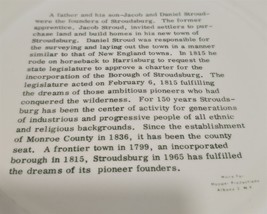 A father and his son-Jacob and Daniel Stroud-
were the founders of Stroudsburg. The former
apprentice, Jacob Stroud, invited settlers to pur-
chase land and build homes in his new town of
Stroudsburg. Daniel Stroud was responsible for
the surveying and laying out the town in a manner
similar to that of New England towns. In 1815 he
rode on horseback to Harrisburg to request the
state legislature to approve a charter for the
incorporation of the Borough of Stroudsburg. The
legislature acted on February 6, 1815 fulfilling
the dreams of those ambitious pioneers who had
conquered the wilderness. For 150 years Strouds-
burg has been the center of activity for generations
of industrious and progressive people of all ethnic
and religious backgrounds. Since the establishment
of Monroe County in 1836, it has been the county
seat. A frontier town in 1799, an incorporated
borough in 1815, Stroudsburg in 1965 has fulfilled
the dreams of its pioneer founders.